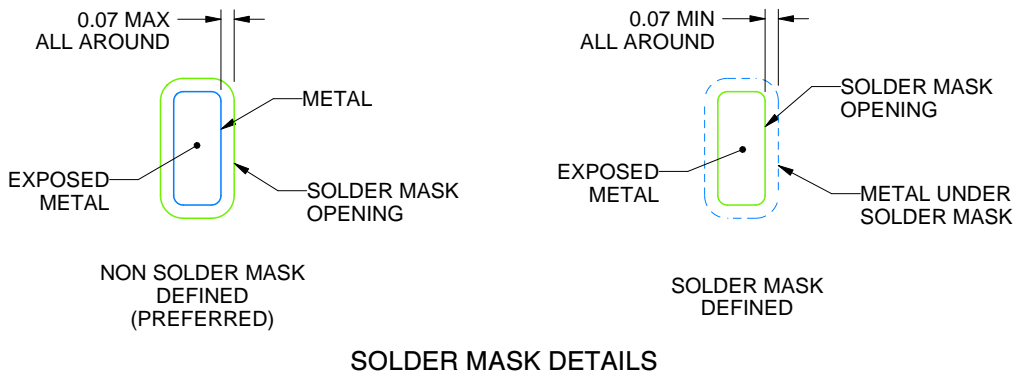 0.07 MAX
ALL AROUND
METAL
EXPOSED
METAL
SOLDER MASK
OPENING
NON SOLDER MASK
DEFINED
(PREFERRED)
0.07 MIN
ALL AROUND
SOLDER MASK
OPENING
EXPOSED
METAL
METAL UNDER
SOLDER MASK
SOLDER MASK
DEFINED
SOLDER MASK DETAILS